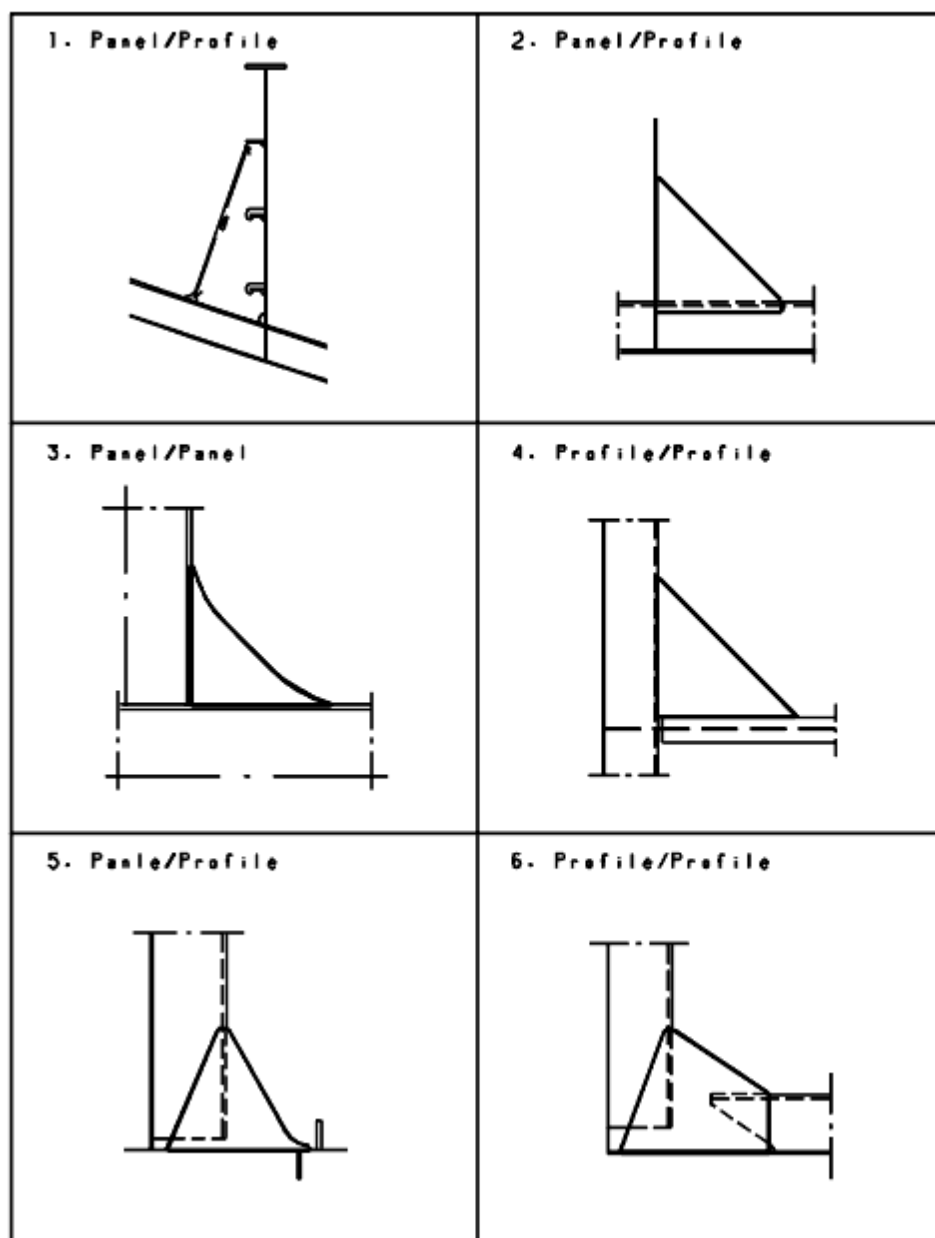 1. Panel/Profile
2. Panel/Profile
3. Panel/Panel
4. Profile/Profile
5. Panle/Profile
6. Profile/Profile